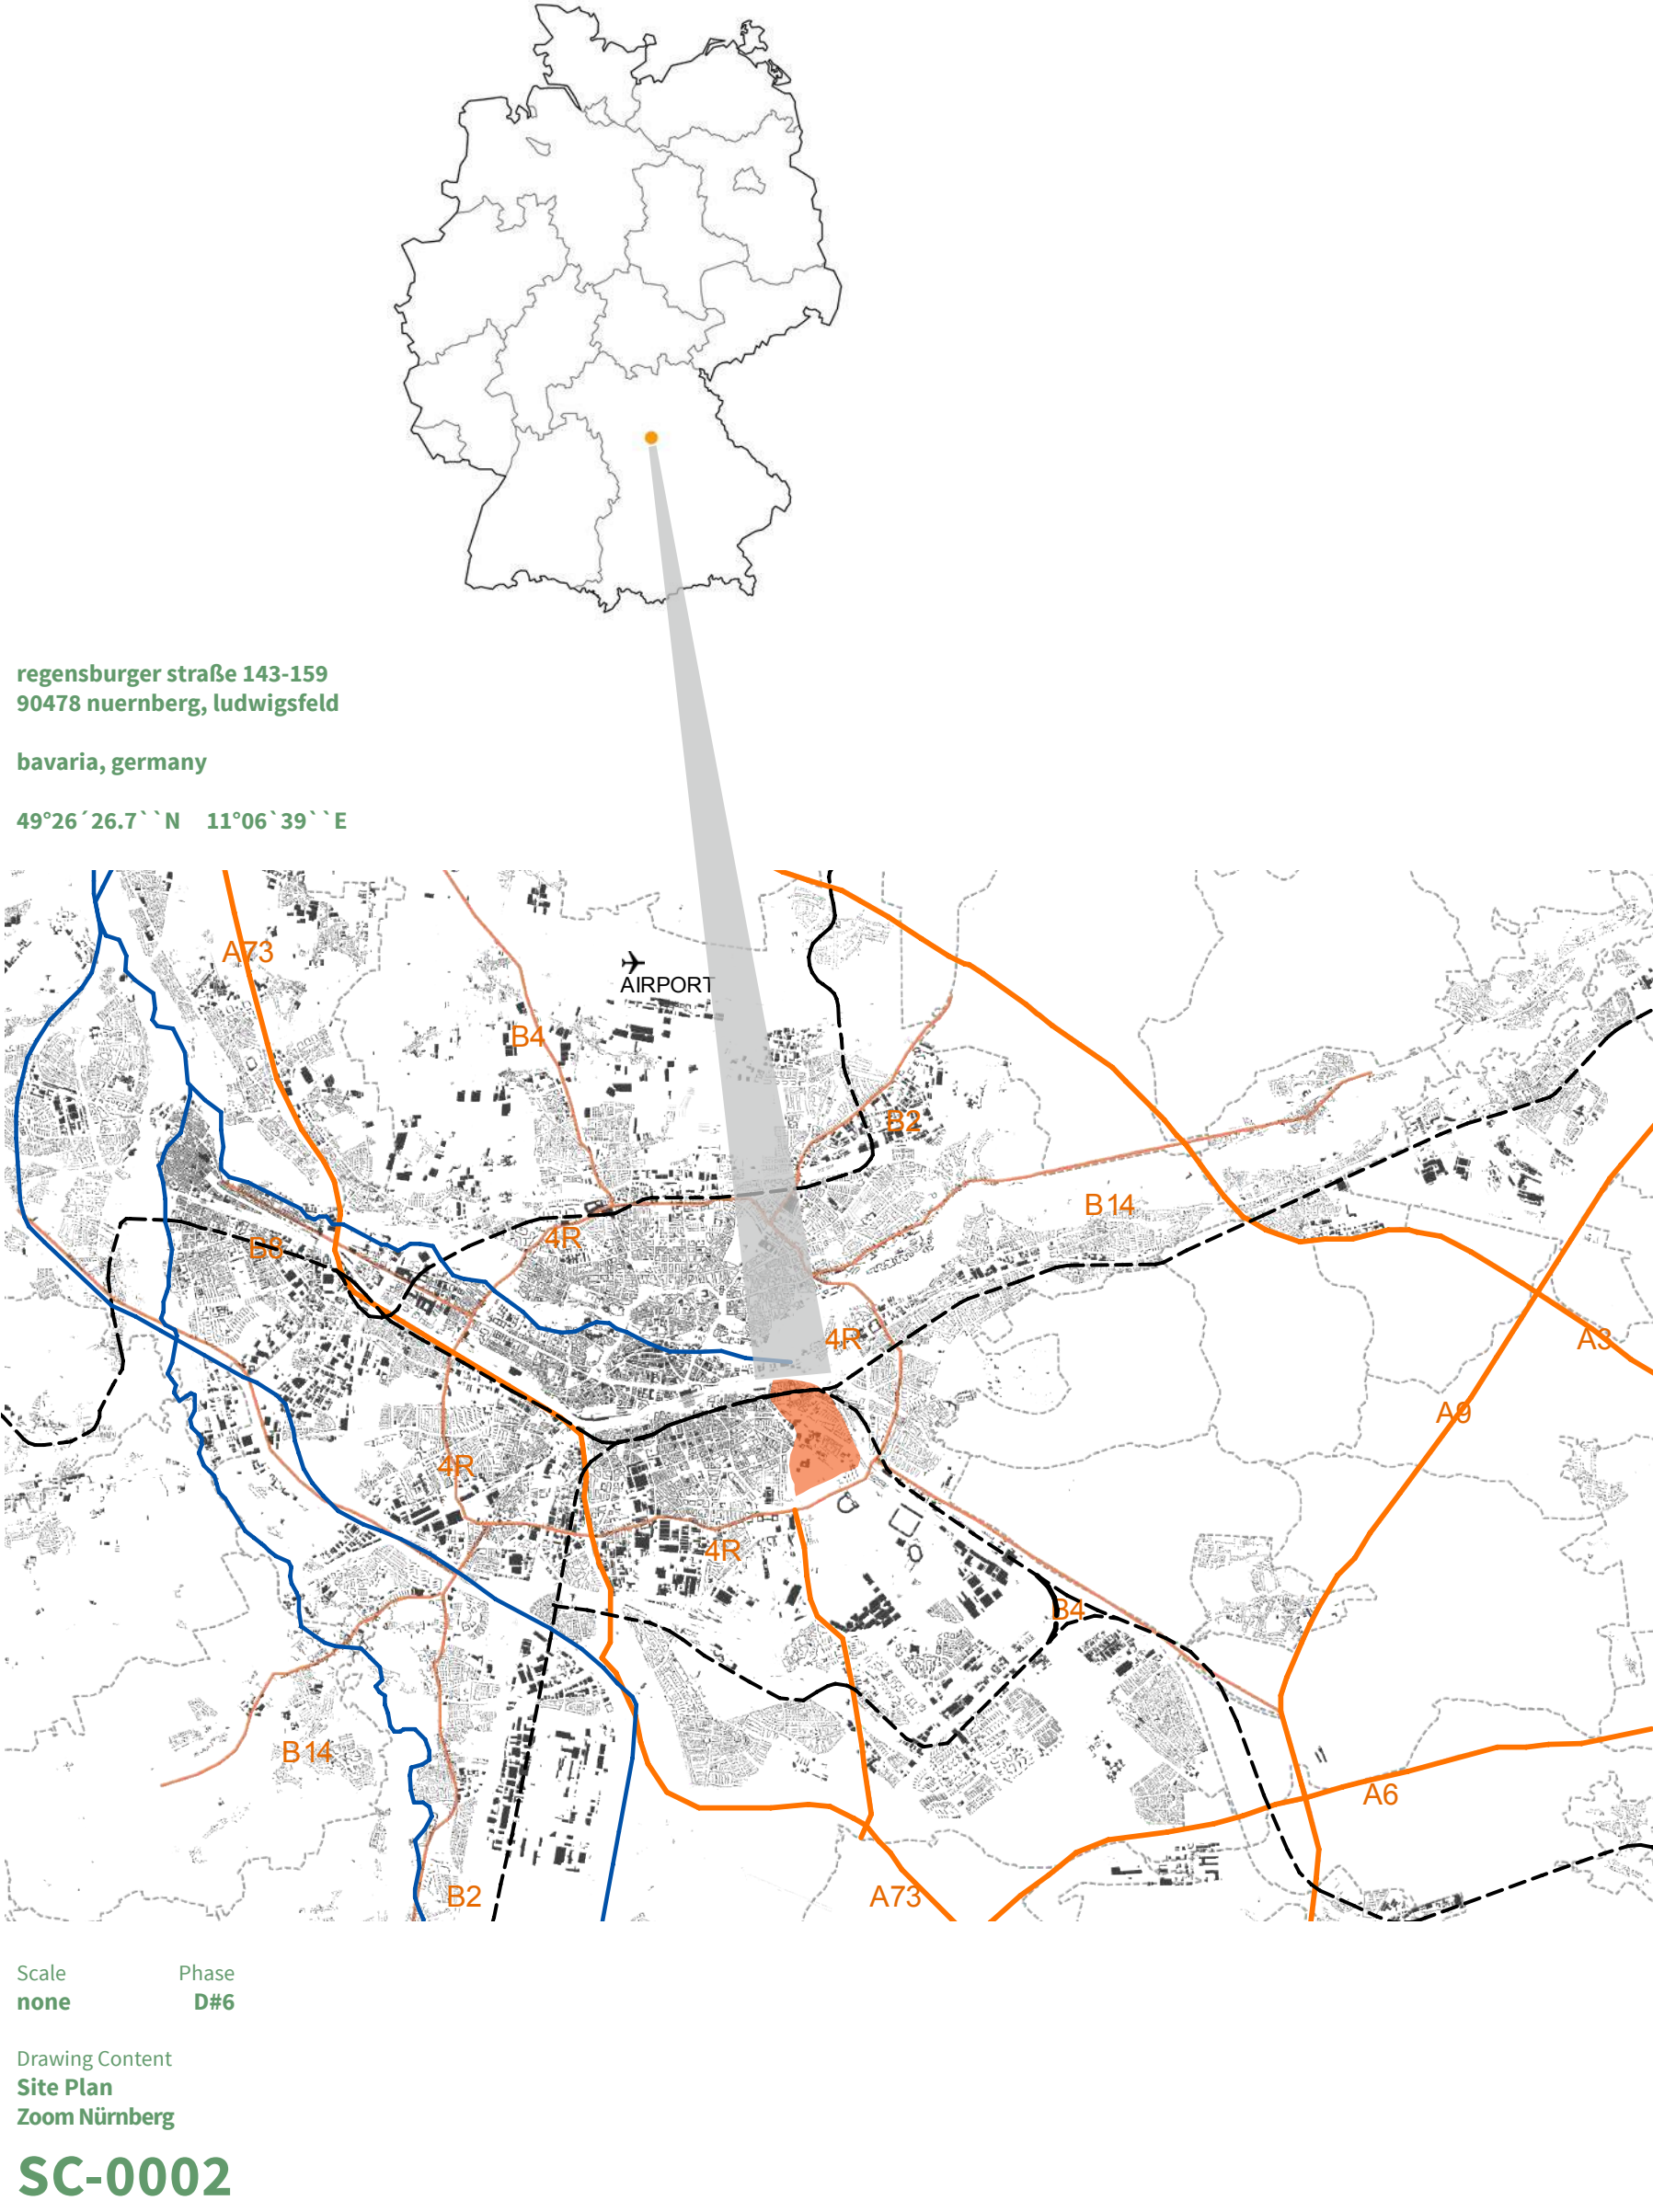 regensburger straße 143-159
90478 nuernberg, ludwigsfeld
bavaria, germany
49°26´26.7``N 11°06`39``E
A73
AIRPORT
B4
B2
B14
4R
B8
4R
A3
A9
4R
4R
B4
B14
A6
B2
A73
Scale Phase
none D#6
Drawing Content
Site Plan
Zoom Nürnberg
SC-0002